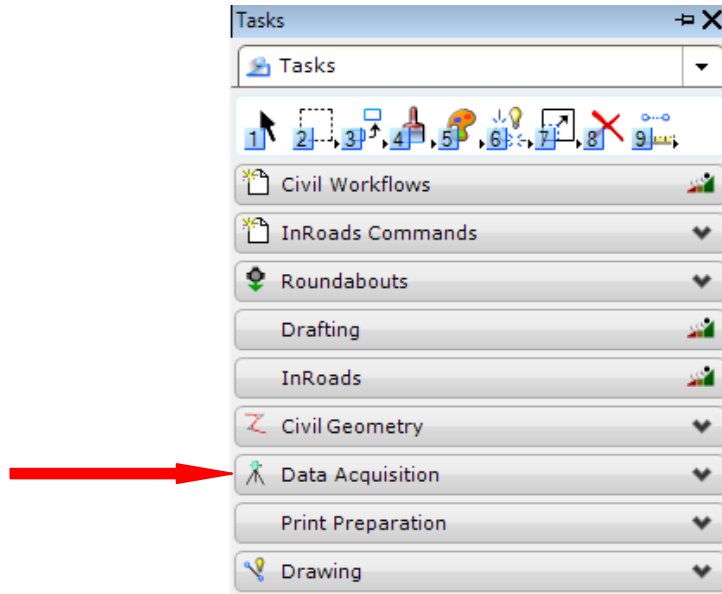 Tasks
Tasks
1 2 3 4 5 6 7 8 9
Civil Workflows
InRoads Commands
Roundabouts
Drafting
InRoads
Civil Geometry
Data Acquisition
Print Preparation
Drawing